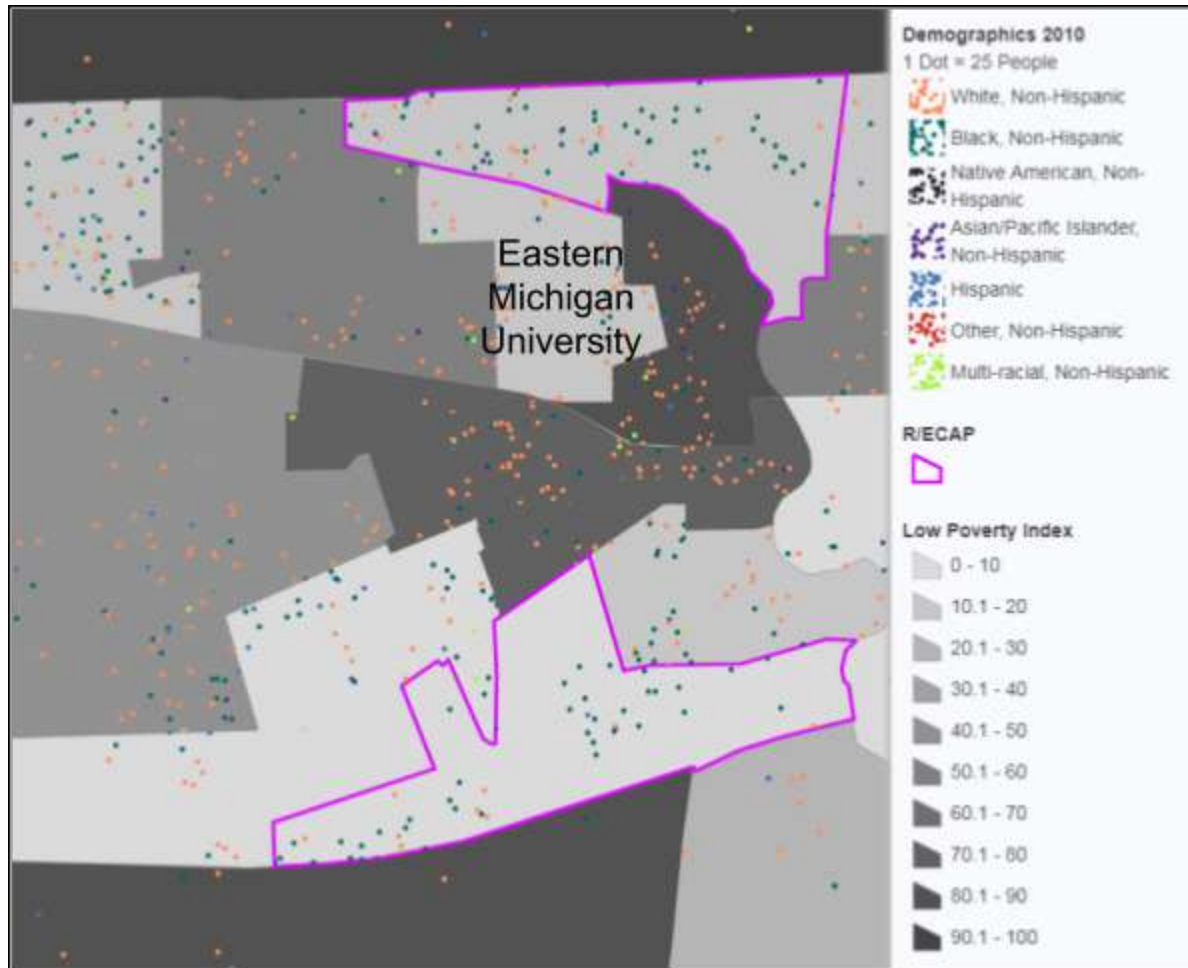 Eastern
Michigan
University
Demographics 2010
1 Dot = 25 People
White, Non-Hispanic
Black, Non-Hispanic
Native American, Non-
Hispanic
Asian/Pacific Islander,
Non-Hispanic
Hispanic
Other, Non-Hispanic
Multi-racial, Non-Hispanic
R/ECAP
Low Poverty Index
0 - 10
10.1 - 20
20.1 - 30
30.1 - 40
40.1 - 50
50.1 - 60
60.1 - 70
70.1 - 80
80.1 - 90
90.1 - 100